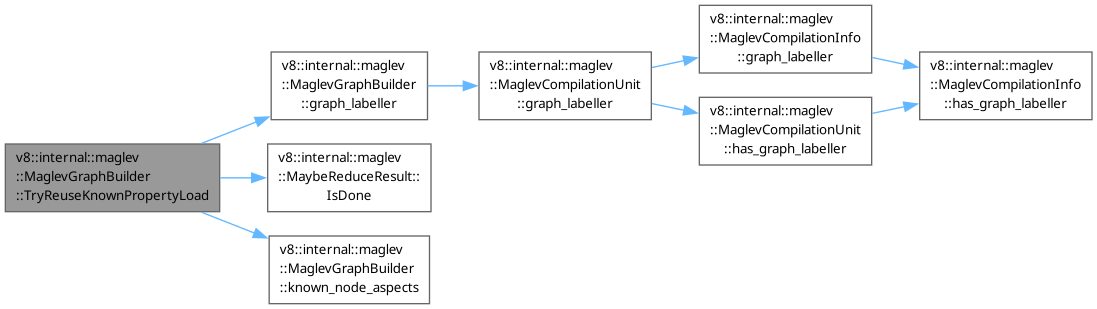 v8::internal::maglev
::MaglevGraphBuilder
::TryReuseKnownPropertyLoad
v8::internal::maglev
::MaglevGraphBuilder
::graph_labeller
v8::internal::maglev
::MaglevCompilationUnit
::graph_labeller
v8::internal::maglev
::MaglevCompilationInfo
::graph_labeller
v8::internal::maglev
::MaglevCompilationInfo
::has_graph_labeller
v8::internal::maglev
::MaglevCompilationUnit
::has_graph_labeller
v8::internal::maglev
::MaybeReduceResult::
IsDone
v8::internal::maglev
::MaglevGraphBuilder
::known_node_aspects